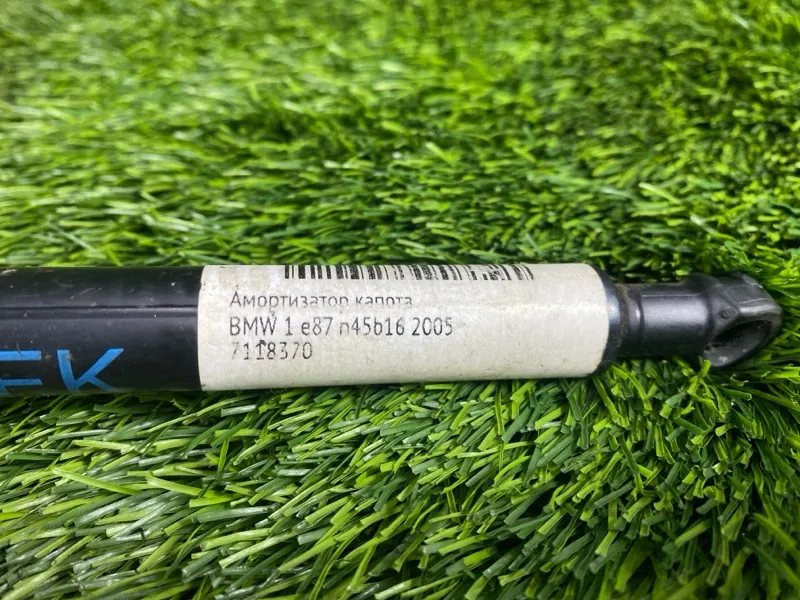 Амортизатор капота
BMW 1 e87 n45b16 2005
7118370